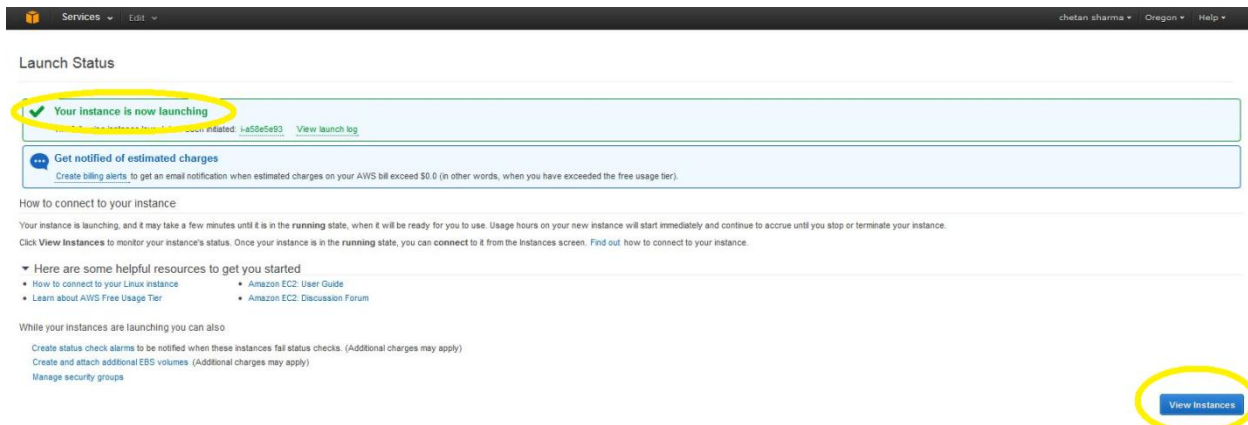 Services Edit chetan sharma Oregon Help
Launch Status
Your instance is now launching
initiated: i-a58e5e93 View launch log
Get notified of estimated charges
Create billing alerts to get an email notification when estimated charges on your AWS bill exceed $0.0 (in other words, when you have exceeded the free usage tier).
How to connect to your instance
Your instance is launching, and it may take a few minutes until it is in the running state, when it will be ready for you to use. Usage hours on your new instance will start immediately and continue to accrue until you stop or terminate your instance.
Click View Instances to monitor your instance's status. Once your instance is in the running state, you can connect to it from the Instances screen. Find out how to connect to your instance.
Here are some helpful resources to get you started
• How to connect to your Linux instance • Amazon EC2: User Guide
• Learn about AWS Free Usage Tier • Amazon EC2: Discussion Forum
While your instances are launching you can also
Create status check alarms to be notified when these instances fail status checks. (Additional charges may apply)
Create and attach additional EBS volumes (Additional charges may apply)
Manage security groups
View Instances